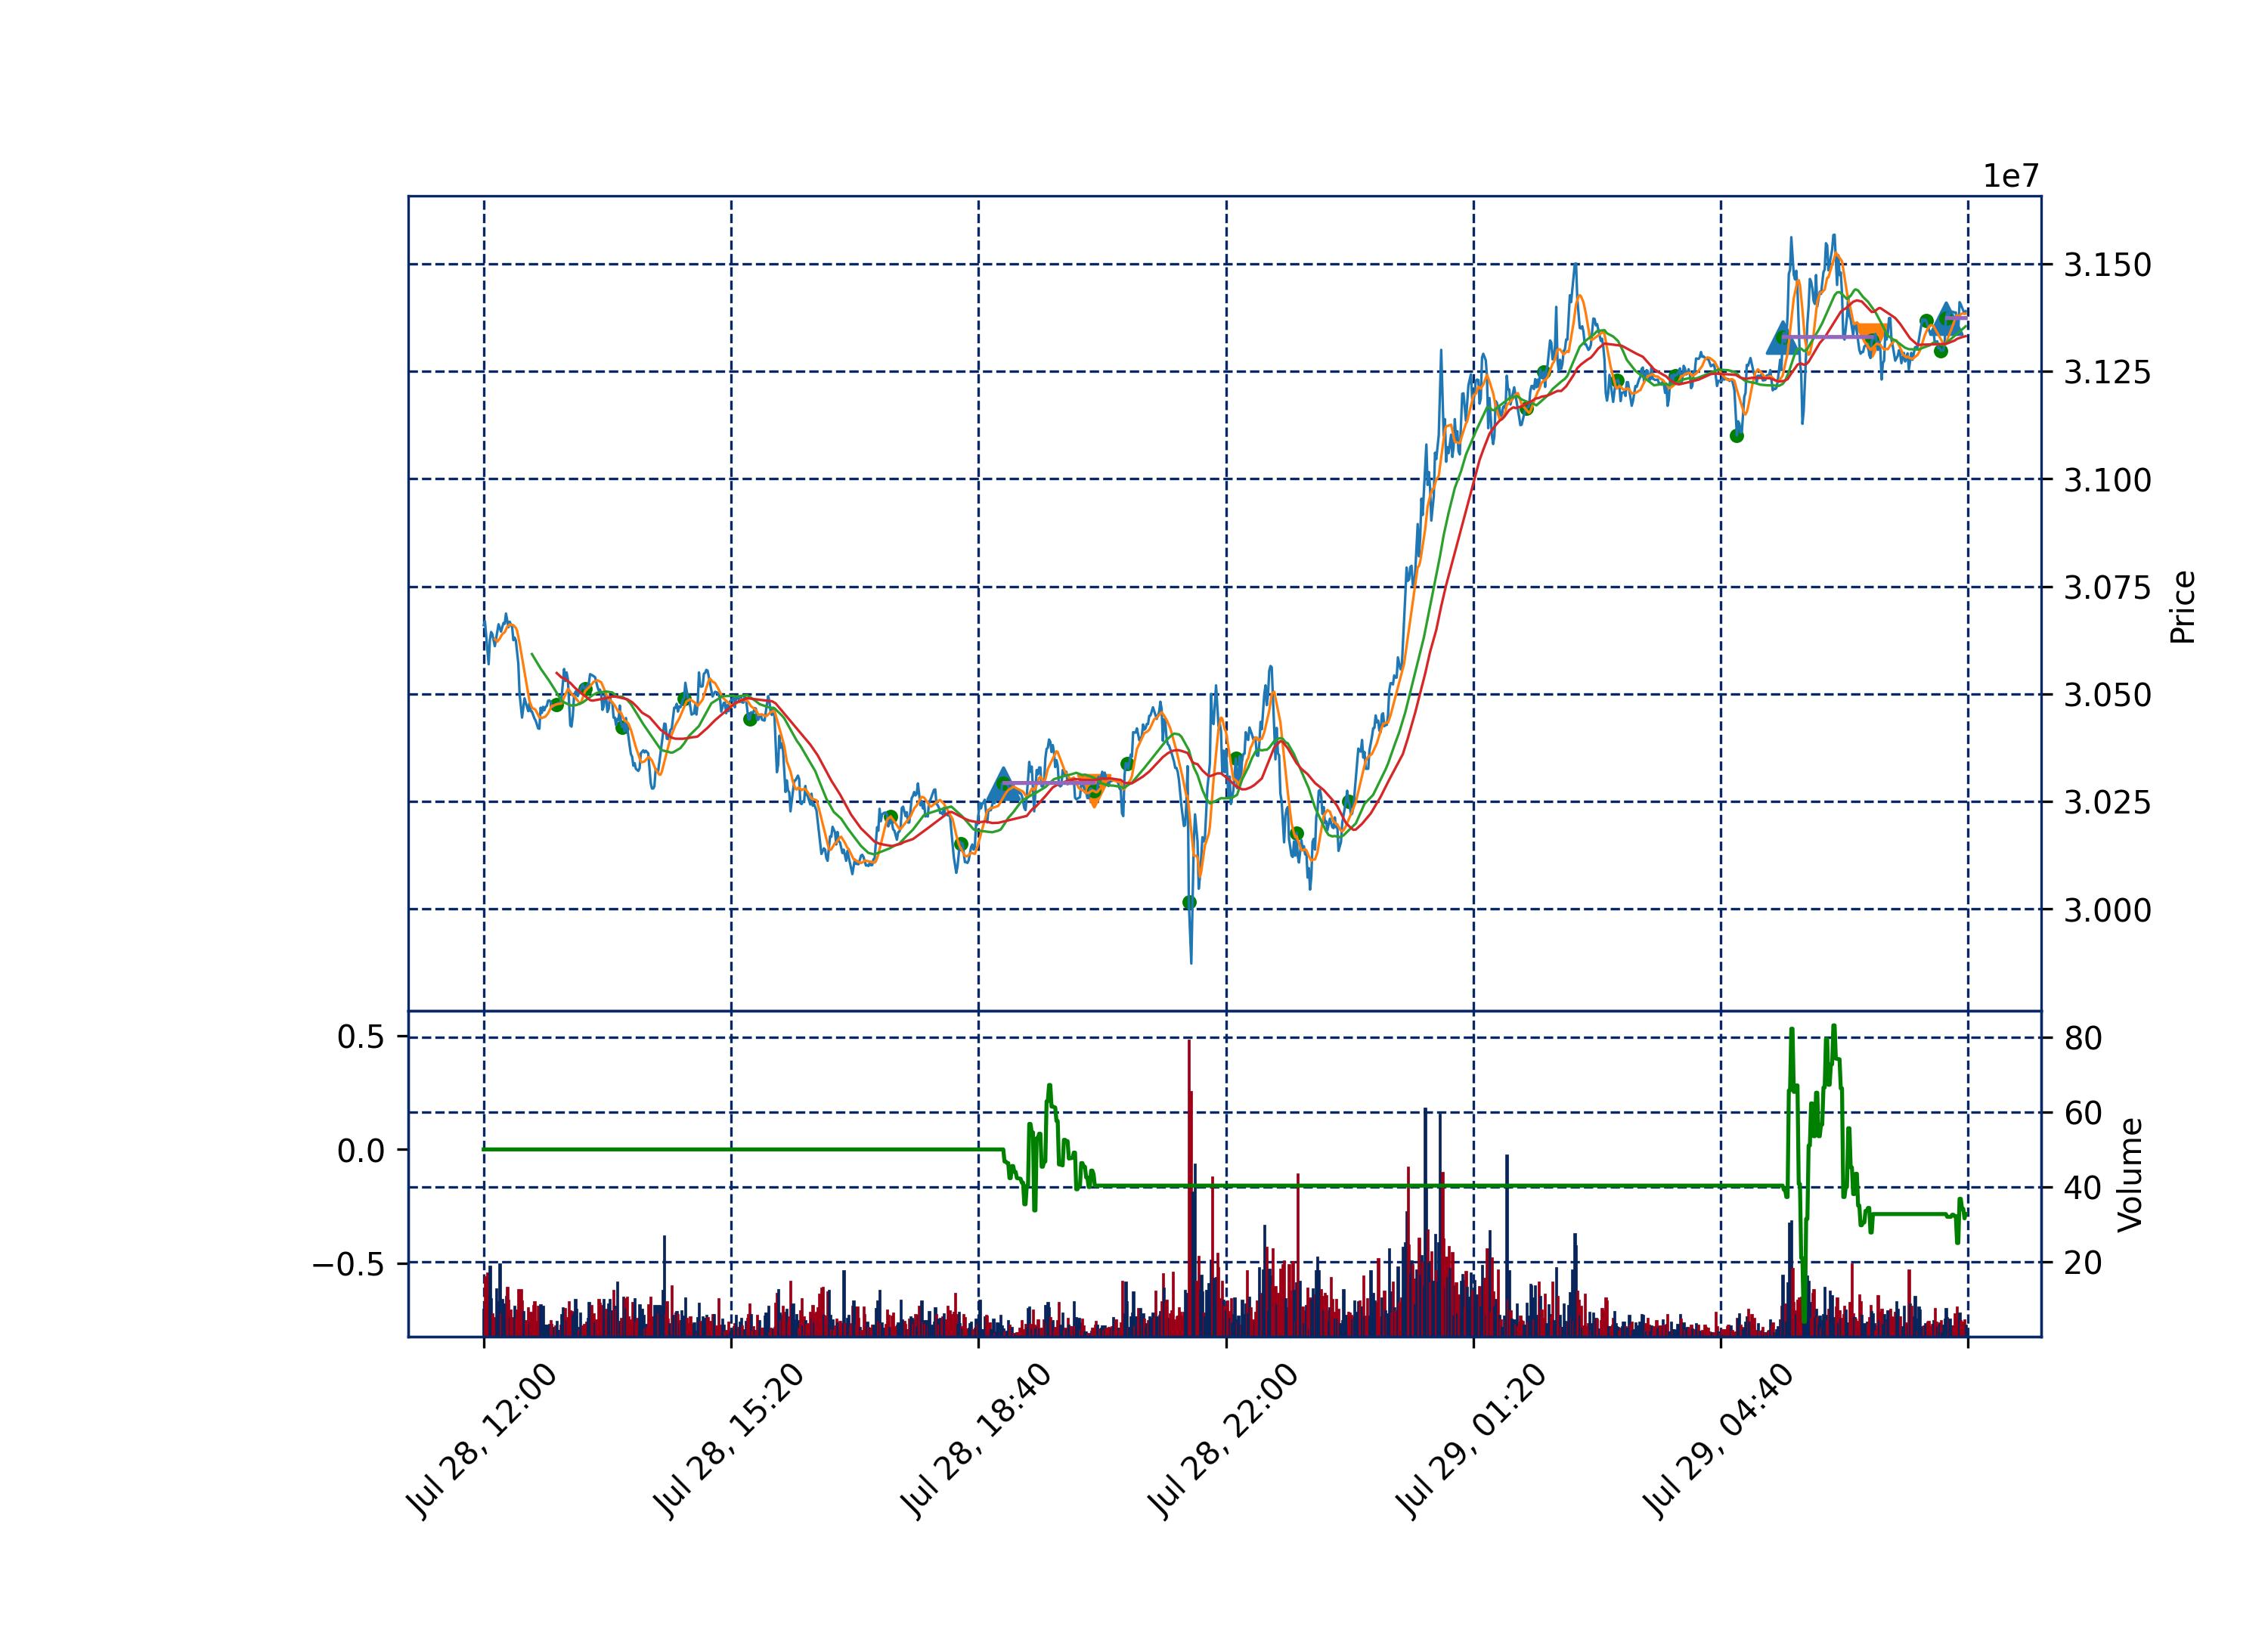 1e7
3.150
3.125
3.100
3.075
3.050
3.025
3.000
Price
0.5
0.0
−0.5
80
60
40
20
Volume
Jul 28, 12:00
Jul 28, 15:20
Jul 28, 18:40
Jul 28, 22:00
Jul 29, 01:20
Jul 29, 04:40